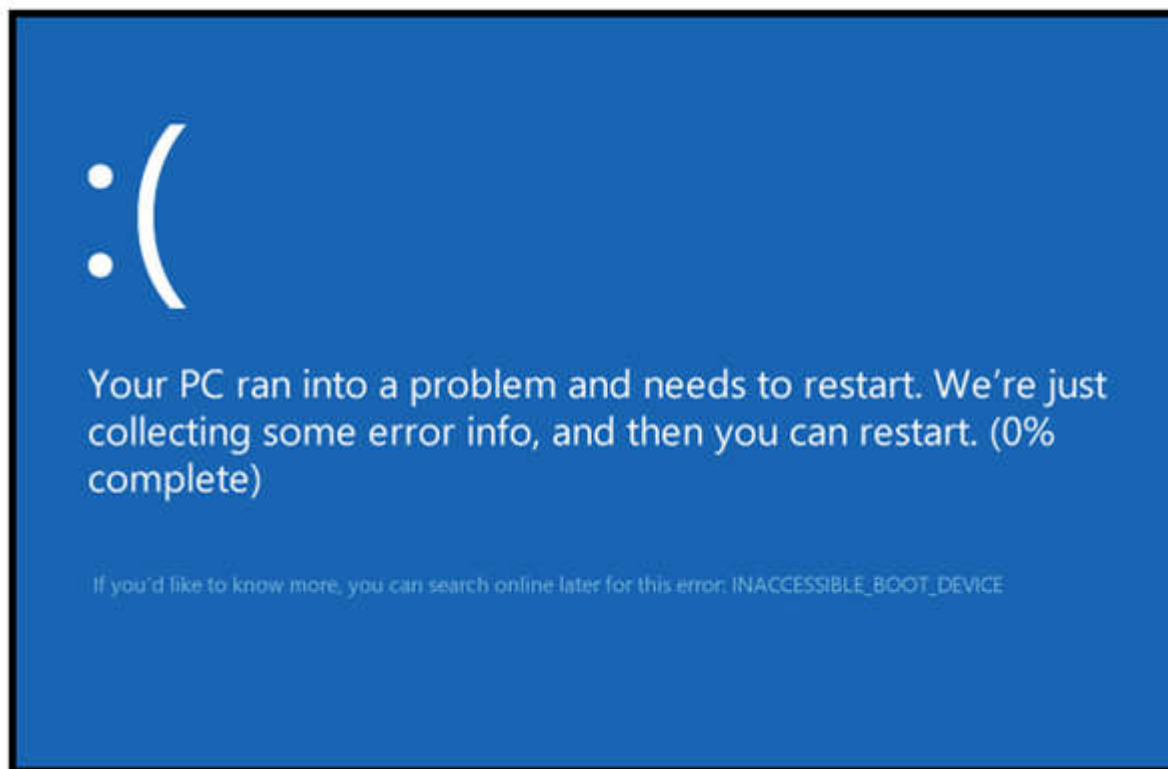 :(
Your PC ran into a problem and needs to restart. We're just
collecting some error info, and then you can restart. (0%
complete)
If you'd like to know more, you can search online later for this error: INACCESSIBLE_BOOT_DEVICE